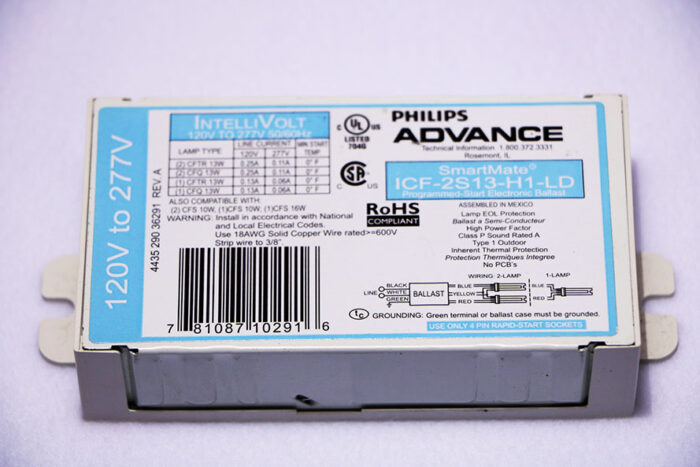 120V to 277V
4435 290 36291 REV. A
INTELLIVOLT
120V TO 277V 50/60Hz
LAMP TYPE LINE CURRENT MIN.START
120V 277V TEMP.
(2) CFTR 13W 0.25A 0.11A 0° F
(2) CFQ 13W 0.25A 0.11A 0° F
(1) CFTR 13W 0.13A 0.06A 0° F
(1) CFQ 13W 0.13A 0.06A 0° F
ALSO COMPATIBLE WITH:
(2) CFS 10W, (1)CFS 10W, (1)CFS 16W
WARNING: Install in accordance with National
and Local Electrical Codes.
Use 18AWG Solid Copper Wire rated>=600V
Strip wire to 3/8"
7 81087 10291 6
C UL US
LISTED
704G
SA
RoHS
COMPLIANT
PHILIPS
ADVANCE
Technical Information 1.800.372.3331
Rosemont, IL
SmartMate®
ICF-2S13-H1-LD
Programmed-Start Electronic Ballast
ASSEMBLED IN MEXICO
Lamp EOL Protection
Ballast a Semi-Conducteur
High Power Factor
Class P Sound Rated A
Type 1 Outdoor
Inherent Thermal Protection
Protection Thermiques Integree
No PCB's
WIRING 2-LAMP 1-LAMP
LINE
BLACK
WHITE
GREEN
BALLAST
BLUE
YELLOW
RED
BLUE
RED
tc GROUNDING: Green terminal or ballast case must be grounded.
USE ONLY 4 PIN RAPID-START SOCKETS